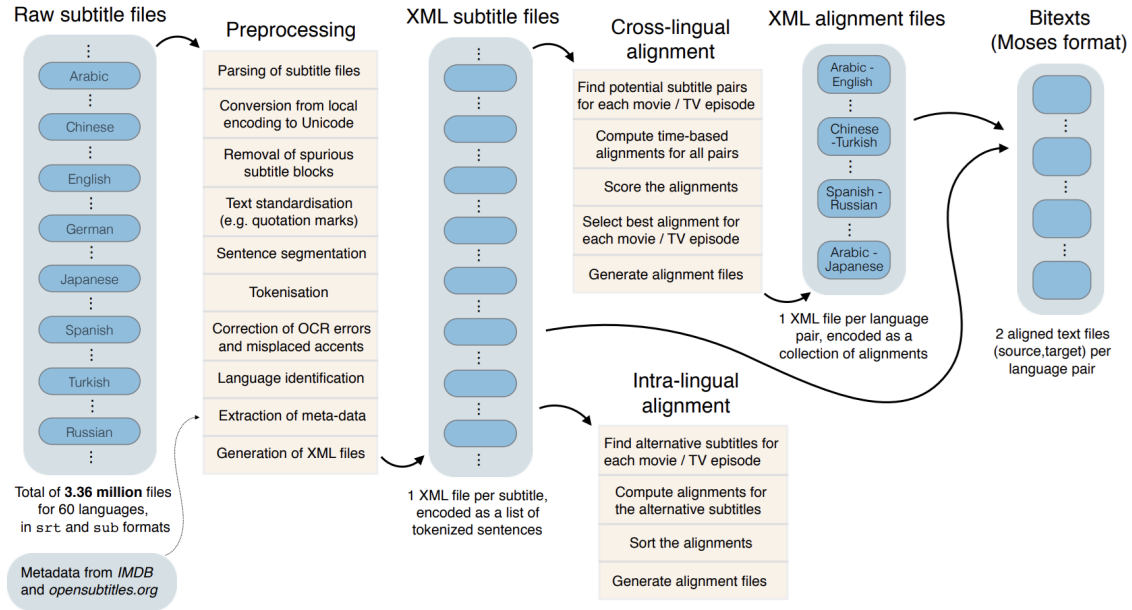 Raw subtitle files
⋮
Arabic
⋮
Chinese
⋮
English
⋮
German
⋮
Japanese
⋮
Spanish
⋮
Turkish
⋮
Russian
⋮
Total of 3.36 million files
for 60 languages,
in srt and sub formats
Metadata from IMDB
and opensubtitles.org
Preprocessing
Parsing of subtitle files
Conversion from local
encoding to Unicode
Removal of spurious
subtitle blocks
Text standardisation
(e.g. quotation marks)
Sentence segmentation
Tokenisation
Correction of OCR errors
and misplaced accents
Language identification
Extraction of meta-data
Generation of XML files
XML subtitle files
⋮
⋮
⋮
⋮
⋮
⋮
⋮
⋮
⋮
1 XML file per subtitle,
encoded as a list of
tokenized sentences
Cross-lingual
alignment
Find potential subtitle pairs
for each movie / TV episode
Compute time-based
alignments for all pairs
Score the alignments
Select best alignment for
each movie / TV episode
Generate alignment files
Intra-lingual
alignment
Find alternative subtitles for
each movie / TV episode
Compute alignments for
the alternative subtitles
Sort the alignments
Generate alignment files
XML alignment files
Arabic -
English
⋮
Chinese
-Turkish
⋮
Spanish -
Russian
⋮
Arabic -
Japanese
1 XML file per language
pair, encoded as a
collection of alignments
Bitexts
(Moses format)
⋮
⋮
⋮
2 aligned text files
(source,target) per
language pair